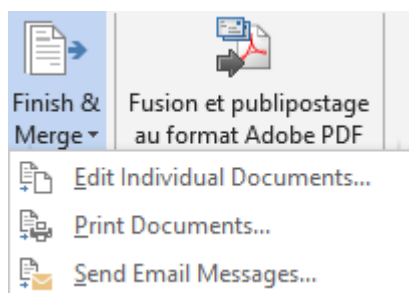 Finish &
Merge
Fusion et publipostage
au format Adobe PDF
Edit Individual Documents...
Print Documents...
Send Email Messages...